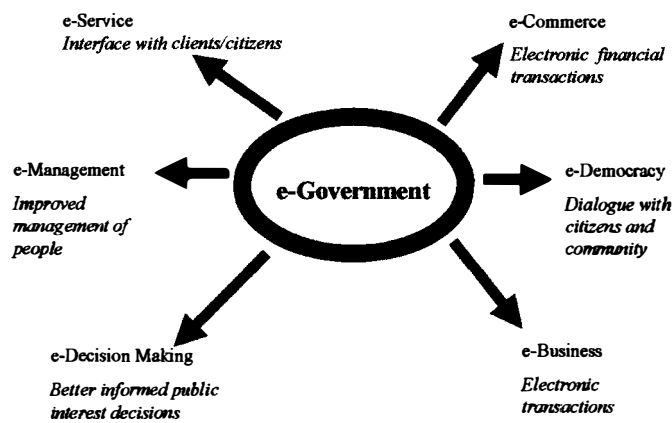 e-Service
Interface with clients/citizens
e-Commerce
Electronic financial
transactions
e-Management
Improved
management of
people
e-Government
e-Democracy
Dialogue with
citizens and
community
e-Decision Making
Better informed public
interest decisions
e-Business
Electronic
transactions